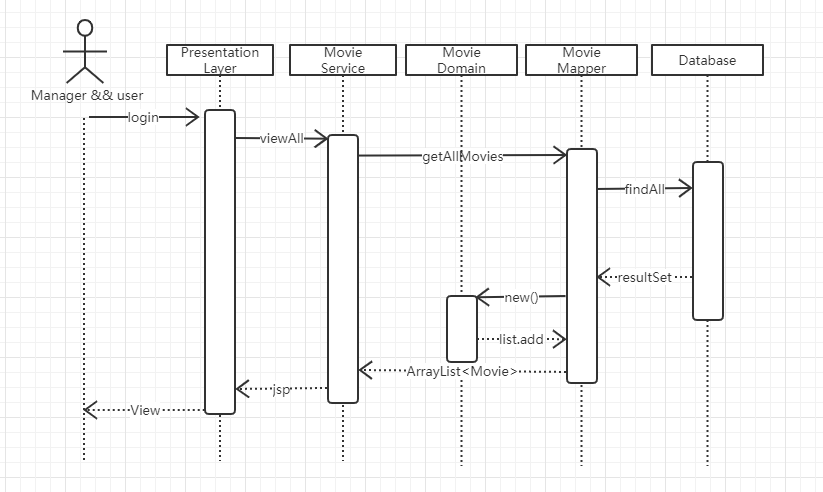 Presentation
Layer
Movie
Service
Movie
Domain
Movie
Mapper
Database
Manager && user
login
viewAll
getAllMovies
findAll
resultSet
new()
list.add
ArrayList<Movie>
jsp
View